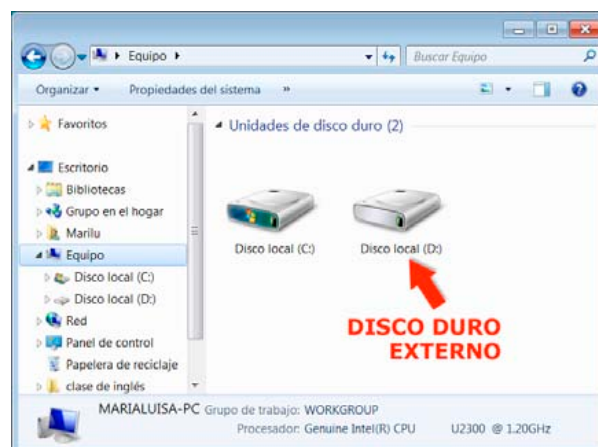 Equipo
Buscar Equipo
Organizar
Propiedades del sistema
»
Favoritos
Escritorio
Bibliotecas
Grupo en el hogar
Marilu
Equipo
Disco local (C:)
Disco local (D:)
Red
Panel de control
Papelera de reciclaje
clase de inglés
Unidades de disco duro (2)
Disco local (C:)
Disco local (D:)
DISCO DURO
EXTERNO
MARIALUISA-PC Grupo de trabajo: WORKGROUP
Procesador: Genuine Intel(R) CPU U2300 @ 1.20GHz